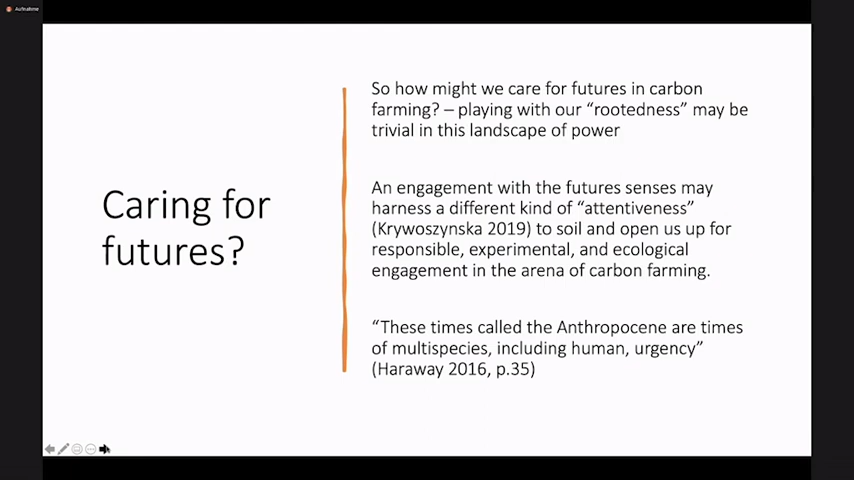 Aufnahme
Caring for
futures?
So how might we care for futures in carbon
farming? – playing with our “rootedness” may be
trivial in this landscape of power
An engagement with the futures senses may
harness a different kind of “attentiveness”
(Krywoszynska 2019) to soil and open us up for
responsible, experimental, and ecological
engagement in the arena of carbon farming.
“These times called the Anthropocene are times
of multispecies, including human, urgency”
(Haraway 2016, p.35)